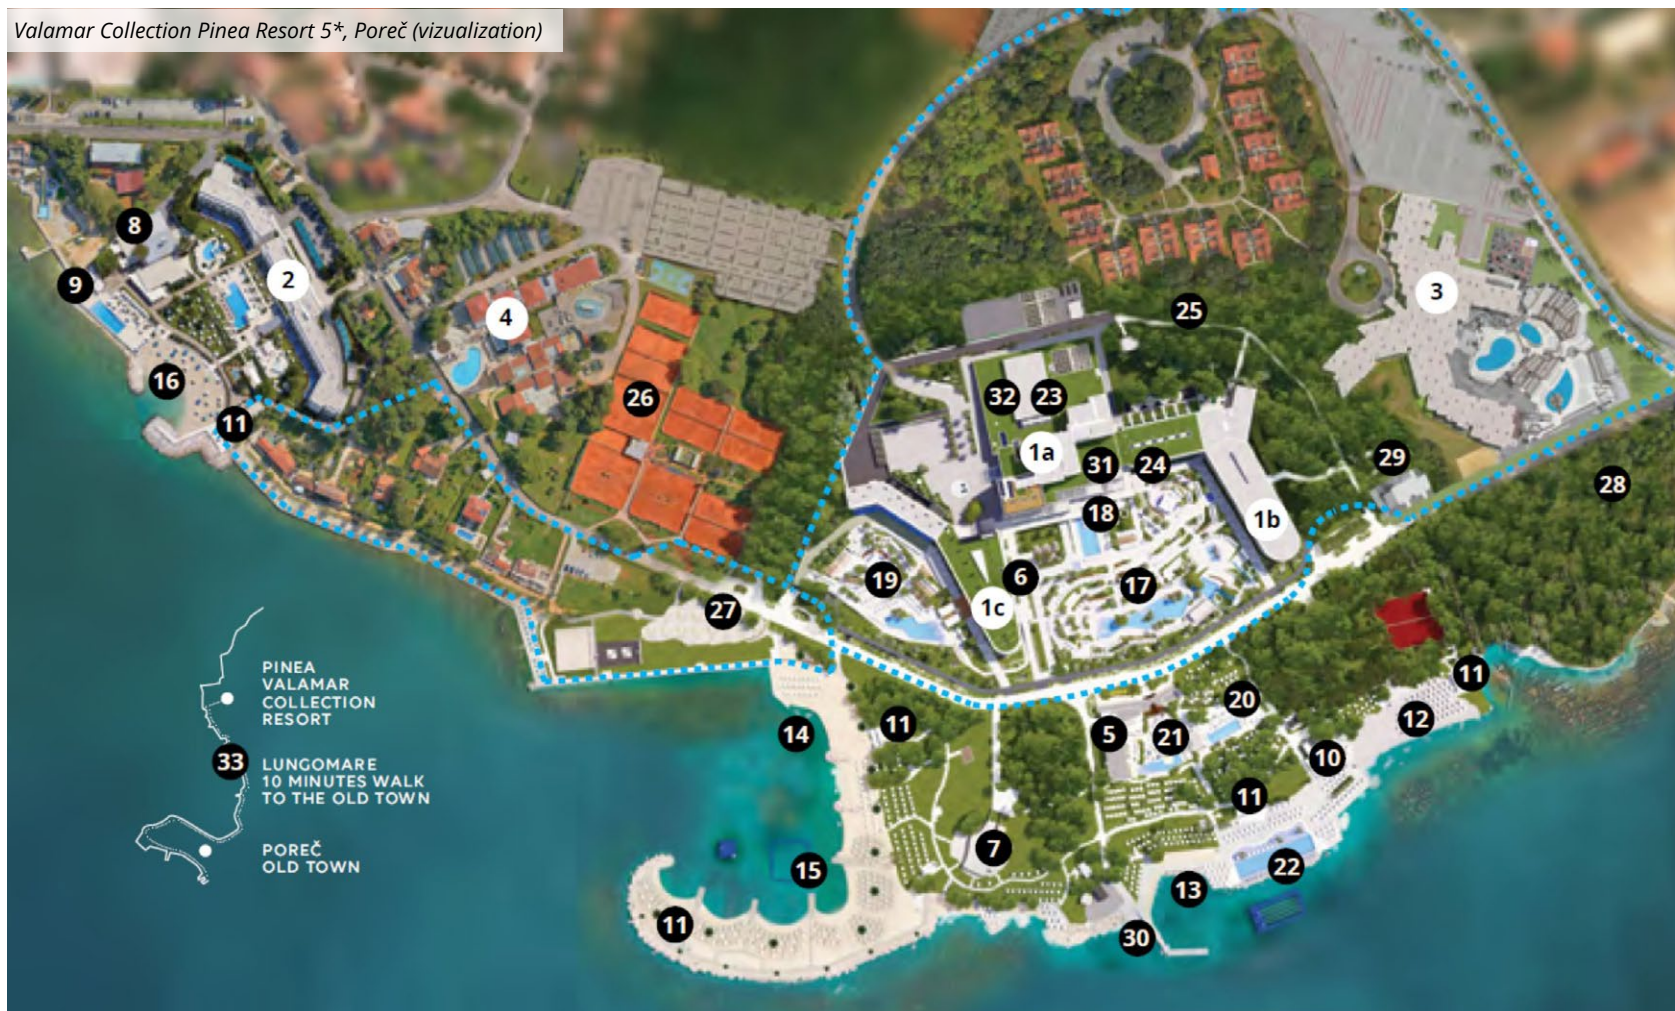 Valamar Collection Pinea Resort 5*, Poreč (vizualization)
8
2
9
4
16
11
26
25
3
32
23
1a
31
24
29
28
18
1b
19
6
17
1c
27
PINEA
VALAMAR
COLLECTION
RESORT
33
LUNGOMARE
10 MINUTES WALK
TO THE OLD TOWN
POREČ
OLD TOWN
14
11
5
21
20
11
12
10
11
15
7
22
13
11
30